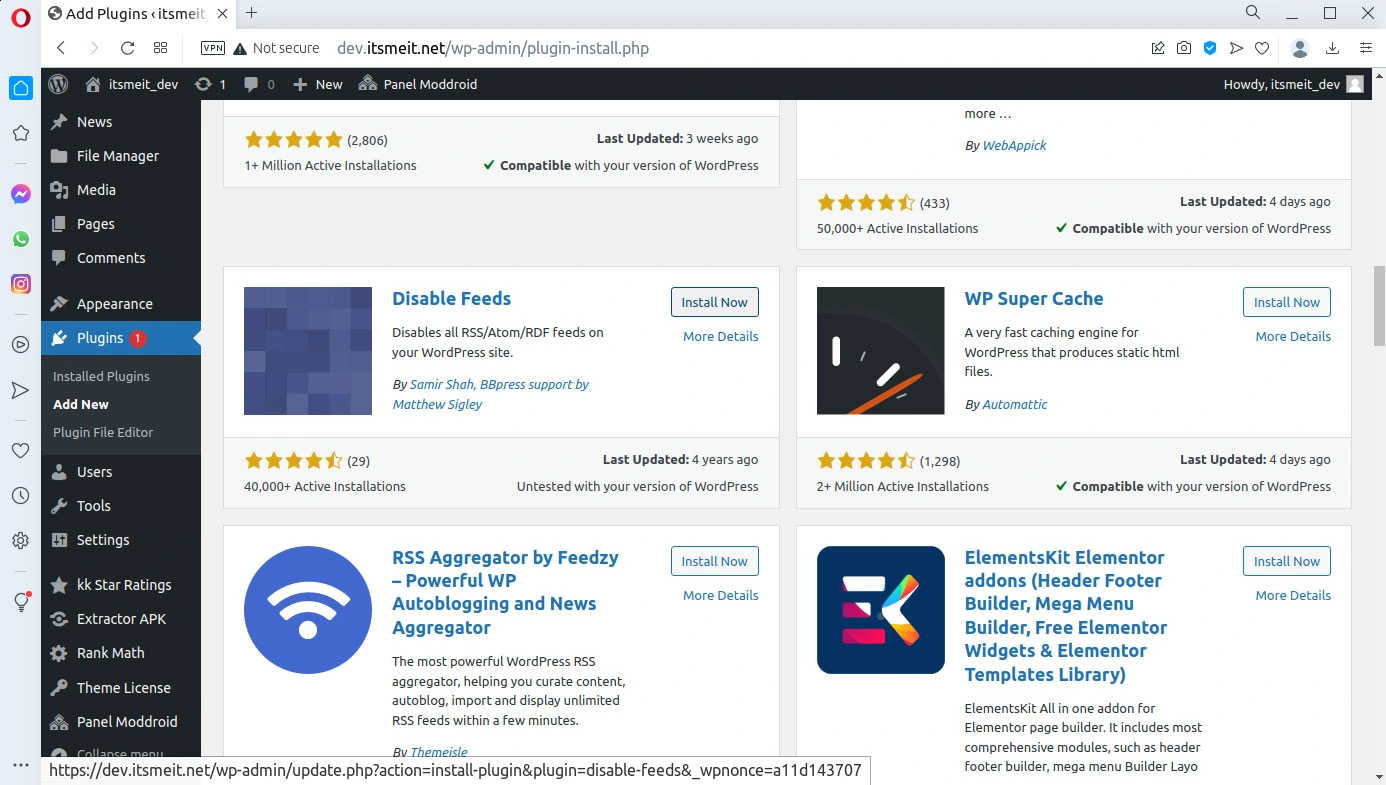 Add Plugins ‹ itsmeit_
VPN
Not secure
dev.itsmeit.net/wp-admin/plugin-install.php
itsmeit_dev
1
0
New
Panel Moddroid
Howdy, itsmeit_dev
News
File Manager
Media
Pages
Comments
Appearance
Plugins 1
Installed Plugins
Add New
Plugin File Editor
Users
Tools
Settings
kk Star Ratings
Extractor APK
Rank Math
Theme License
Panel Moddroid
Collapse menu
(2,806)
Last Updated: 3 weeks ago
1+ Million Active Installations
Compatible with your version of WordPress
more …
By WebAppick
(433)
Last Updated: 4 days ago
50,000+ Active Installations
Compatible with your version of WordPress
Disable Feeds
Install Now
More Details
Disables all RSS/Atom/RDF feeds on
your WordPress site.
By Samir Shah, BBpress support by
Matthew Sigley
(29)
Last Updated: 4 years ago
40,000+ Active Installations
Untested with your version of WordPress
WP Super Cache
Install Now
More Details
A very fast caching engine for
WordPress that produces static html
files.
By Automattic
(1,298)
Last Updated: 4 days ago
2+ Million Active Installations
Compatible with your version of WordPress
RSS Aggregator by Feedzy
– Powerful WP
Autoblogging and News
Aggregator
Install Now
More Details
The most powerful WordPress RSS
aggregator, helping you curate content,
autoblog, import and display unlimited
RSS feeds within a few minutes.
By Themeisle
ElementsKit Elementor
addons (Header Footer
Builder, Mega Menu
Builder, Free Elementor
Widgets & Elementor
Templates Library)
Install Now
More Details
ElementsKit All in one addon for
Elementor page builder. It includes most
comprehensive modules, such as header
footer builder, mega menu Builder Layo
https://dev.itsmeit.net/wp-admin/update.php?action=install-plugin&plugin=disable-feeds&_wpnonce=a11d143707